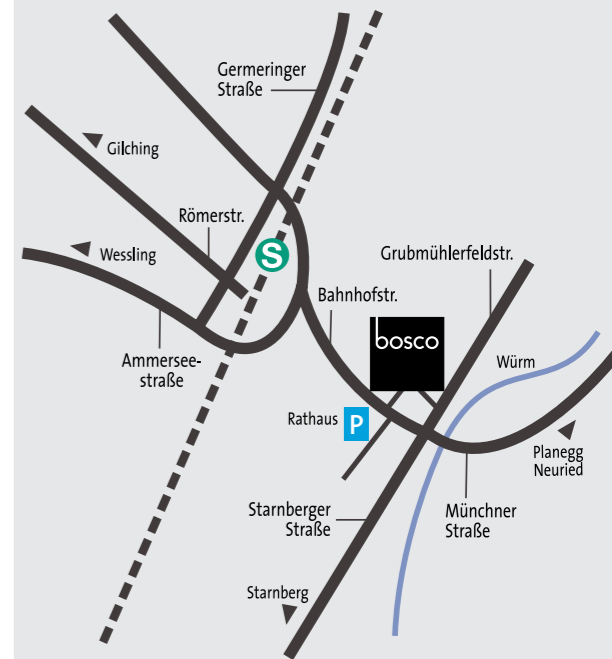 Germeringer
Straße
Gilching
Römerstr.
Wessling
S
Grubmühlerfeldstr.
Bahnhofstr.
bosco
Ammersee-
straße
Würm
Rathaus
P
Planegg
Neuried
Starnberger
Straße
Münchner
Straße
Starnberg